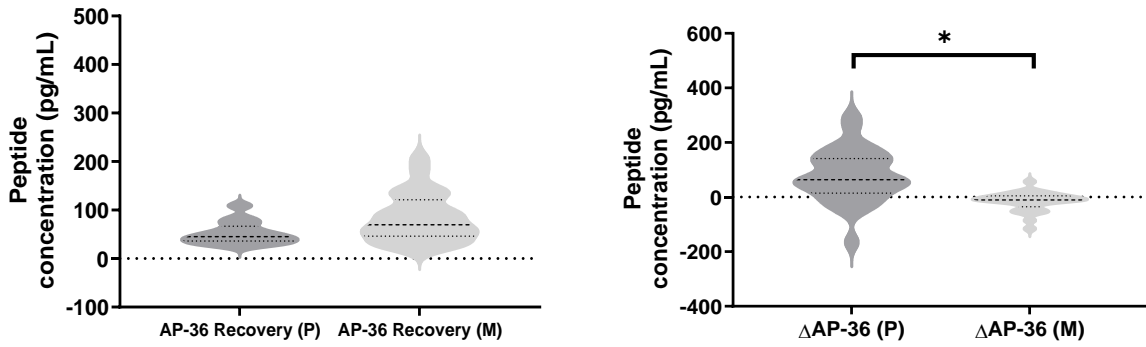 Peptide
concentration (pg/mL)
500
400
300
200
100
0
-100
AP-36 Recovery (P)
AP-36 Recovery (M)
Peptide
concentration (pg/mL)
600
400
200
0
-200
-400
*
ΔAP-36 (P)
ΔAP-36 (M)